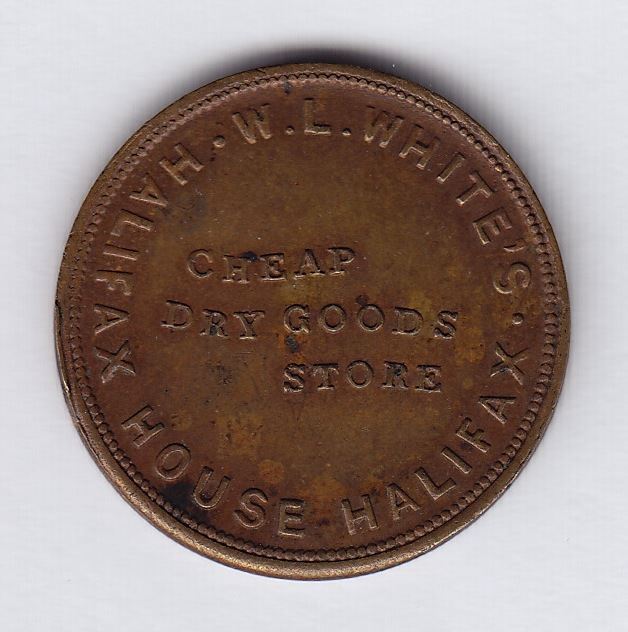 W. L. WHITE'S · HALIFAX HOUSE HALIFAX ·
CHEAP
DRY GOODS
STORE